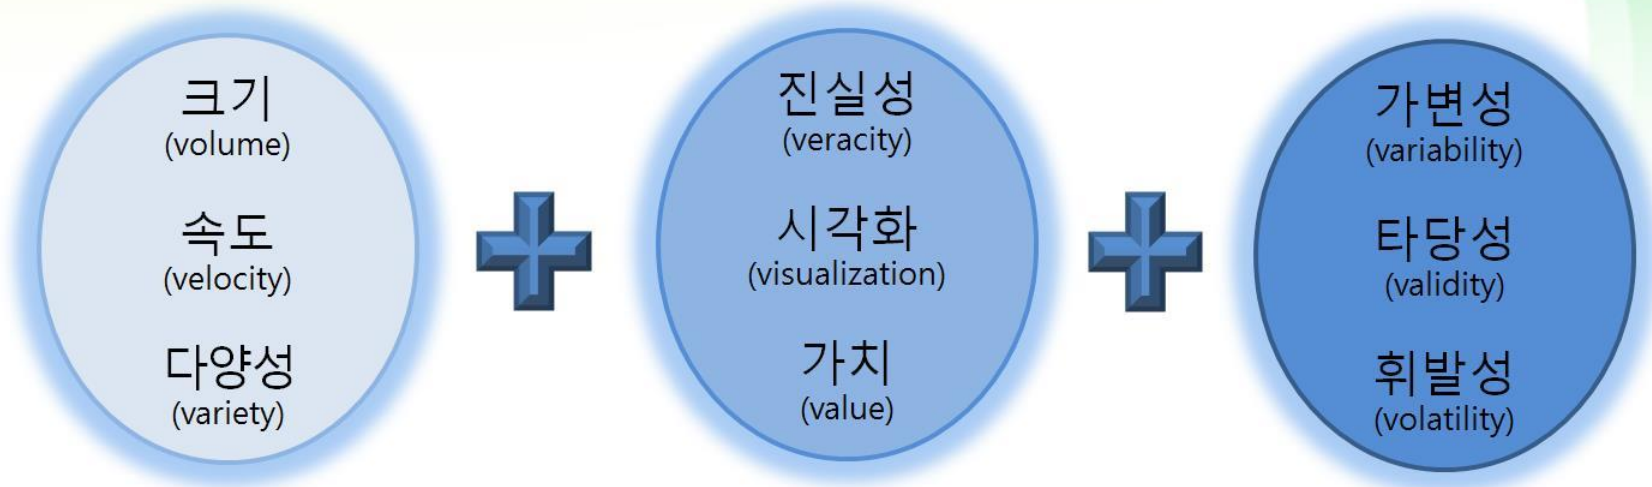 크기
(volume)
속도
(velocity)
다양성
(variety)
진실성
(veracity)
시각화
(visualization)
가치
(value)
가변성
(variability)
타당성
(validity)
휘발성
(volatility)